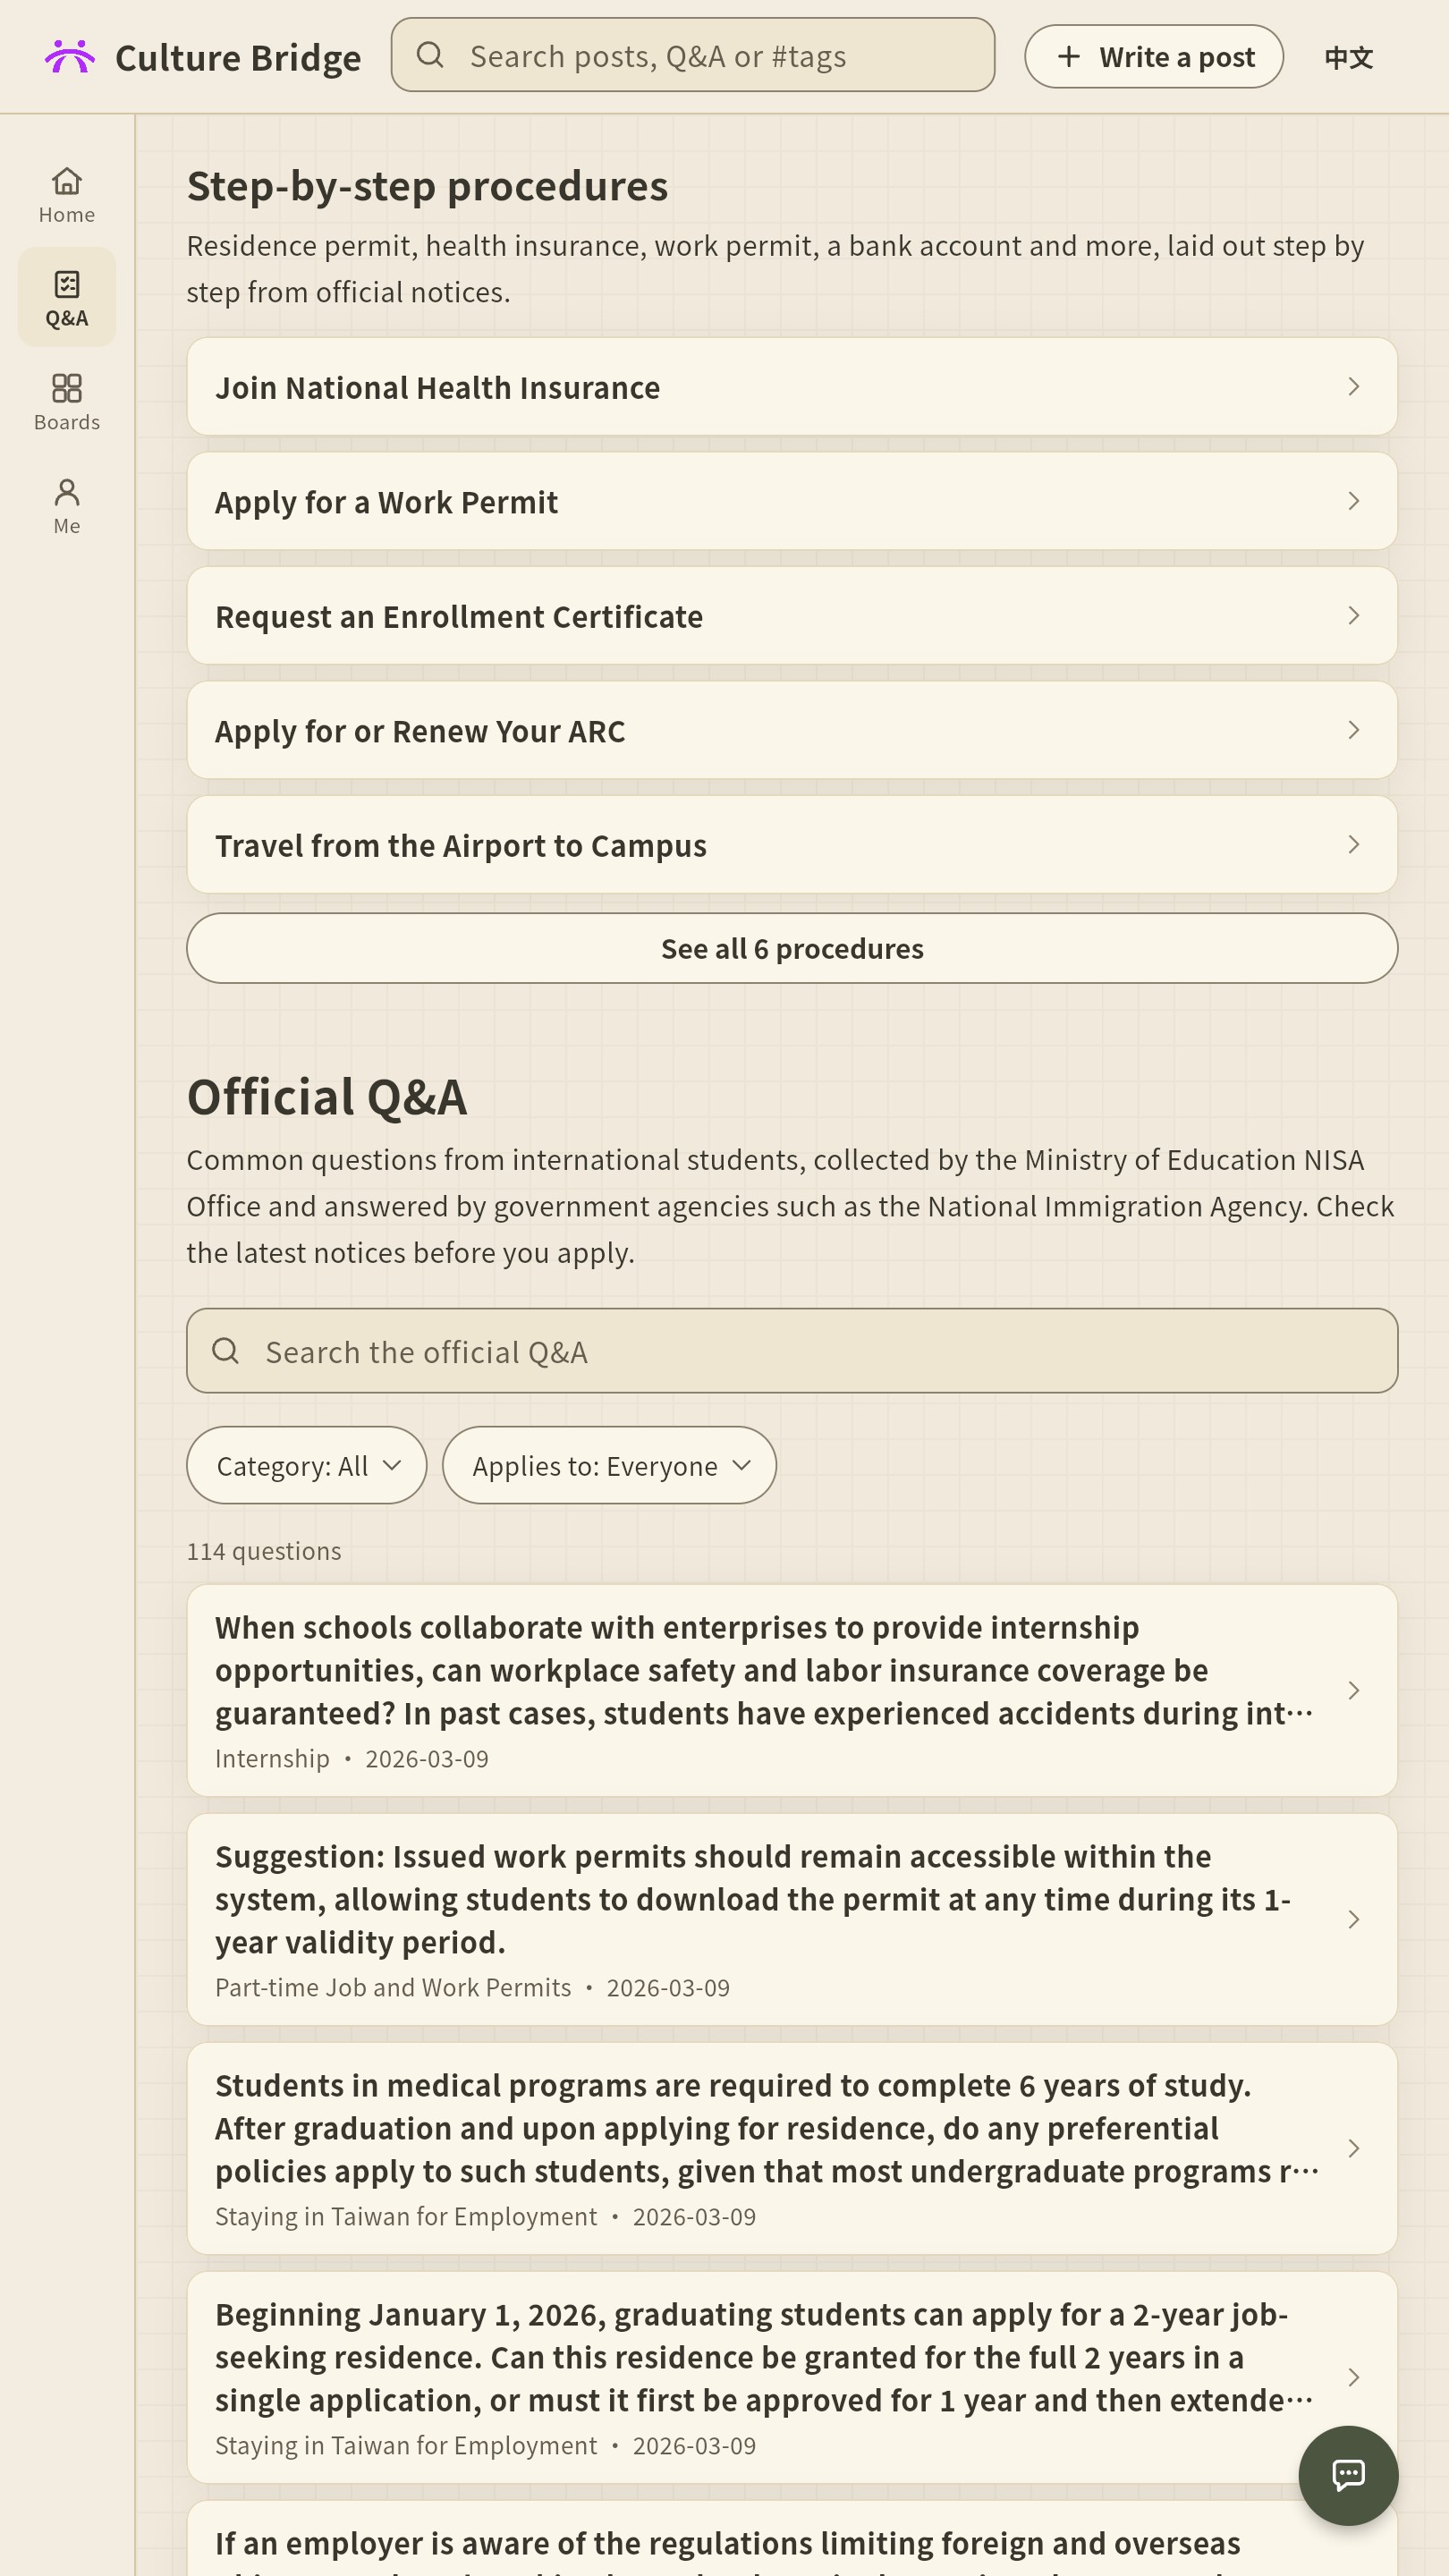 Culture Bridge
Search posts, Q&A or #tags
Write a post
中文
Home
Q&A
Boards
Me
Step-by-step procedures
Residence permit, health insurance, work permit, a bank account and more, laid out step by
step from official notices.
Join National Health Insurance
Apply for a Work Permit
Request an Enrollment Certificate
Apply for or Renew Your ARC
Travel from the Airport to Campus
See all 6 procedures
Official Q&A
Common questions from international students, collected by the Ministry of Education NISA
Office and answered by government agencies such as the National Immigration Agency. Check
the latest notices before you apply.
Search the official Q&A
Category: All
Applies to: Everyone
114 questions
When schools collaborate with enterprises to provide internship
opportunities, can workplace safety and labor insurance coverage be
guaranteed? In past cases, students have experienced accidents during int…
Internship • 2026-03-09
Suggestion: Issued work permits should remain accessible within the
system, allowing students to download the permit at any time during its 1-
year validity period.
Part-time Job and Work Permits • 2026-03-09
Students in medical programs are required to complete 6 years of study.
After graduation and upon applying for residence, do any preferential
policies apply to such students, given that most undergraduate programs r…
Staying in Taiwan for Employment • 2026-03-09
Beginning January 1, 2026, graduating students can apply for a 2-year job-
seeking residence. Can this residence be granted for the full 2 years in a
single application, or must it first be approved for 1 year and then extende…
Staying in Taiwan for Employment • 2026-03-09
If an employer is aware of the regulations limiting foreign and overseas